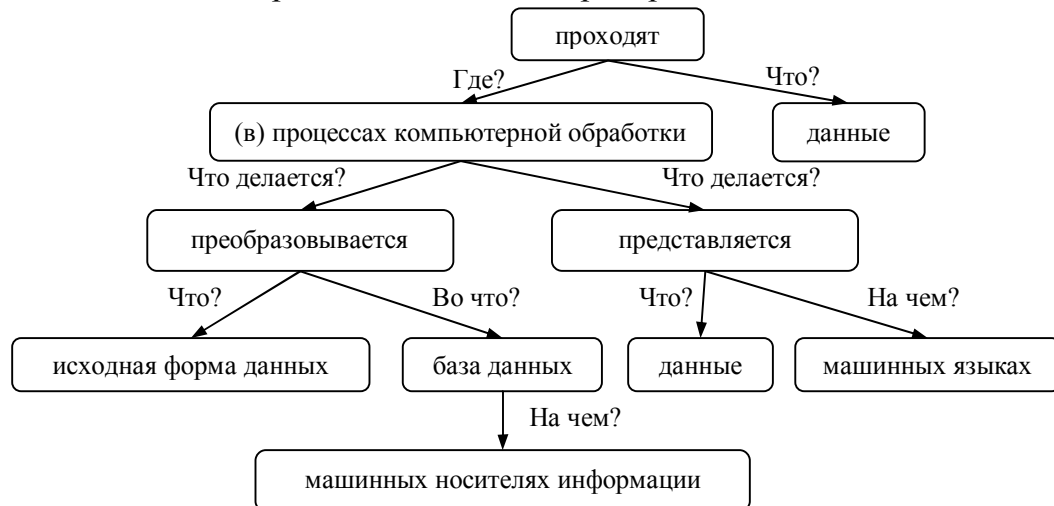 проходят
Где?
Что?
(в) процессах компьютерной обработки
данные
Что делается?
Что делается?
преобразовывается
представляется
Что?
Во что?
Что?
На чем?
исходная форма данных
база данных
данные
машинных языках
На чем?
машинных носителях информации